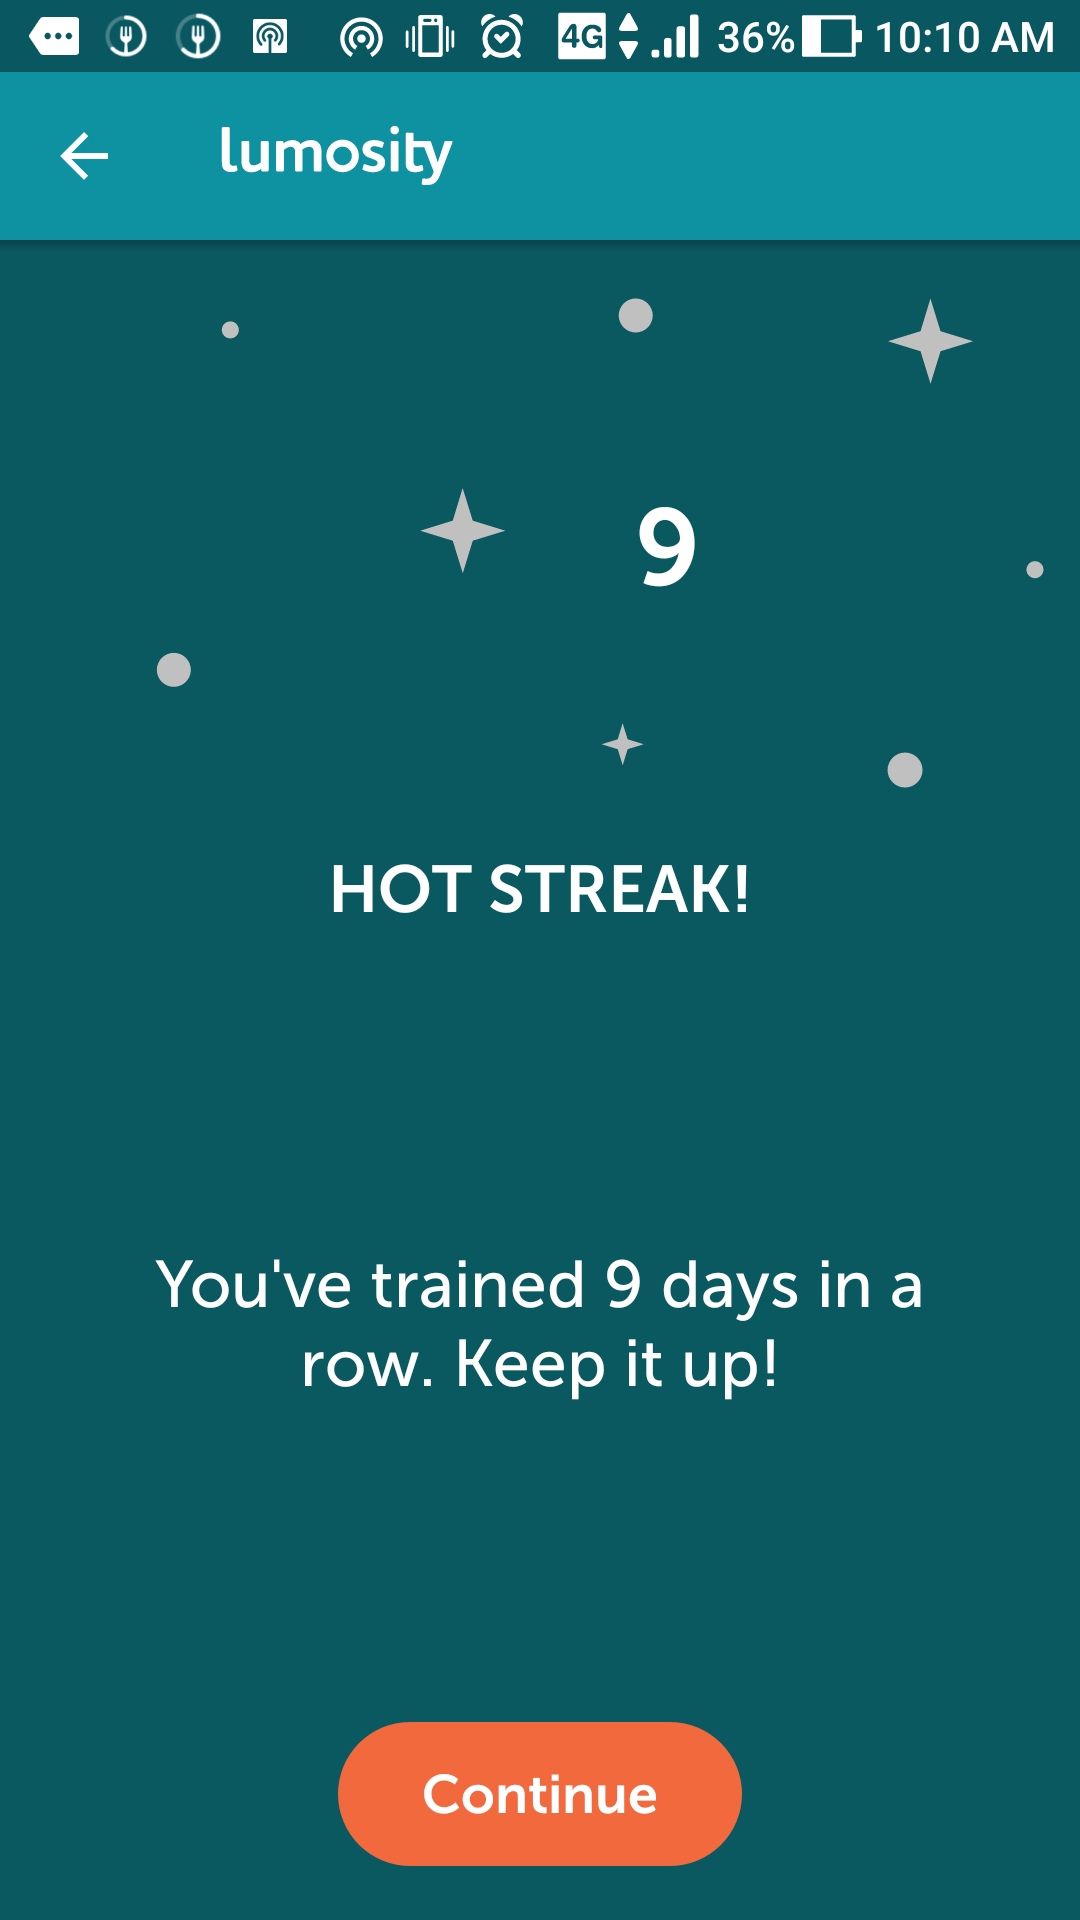 4G 36% 10:10 AM
lumosity
9
HOT STREAK!
You've trained 9 days in a
row. Keep it up!
Continue